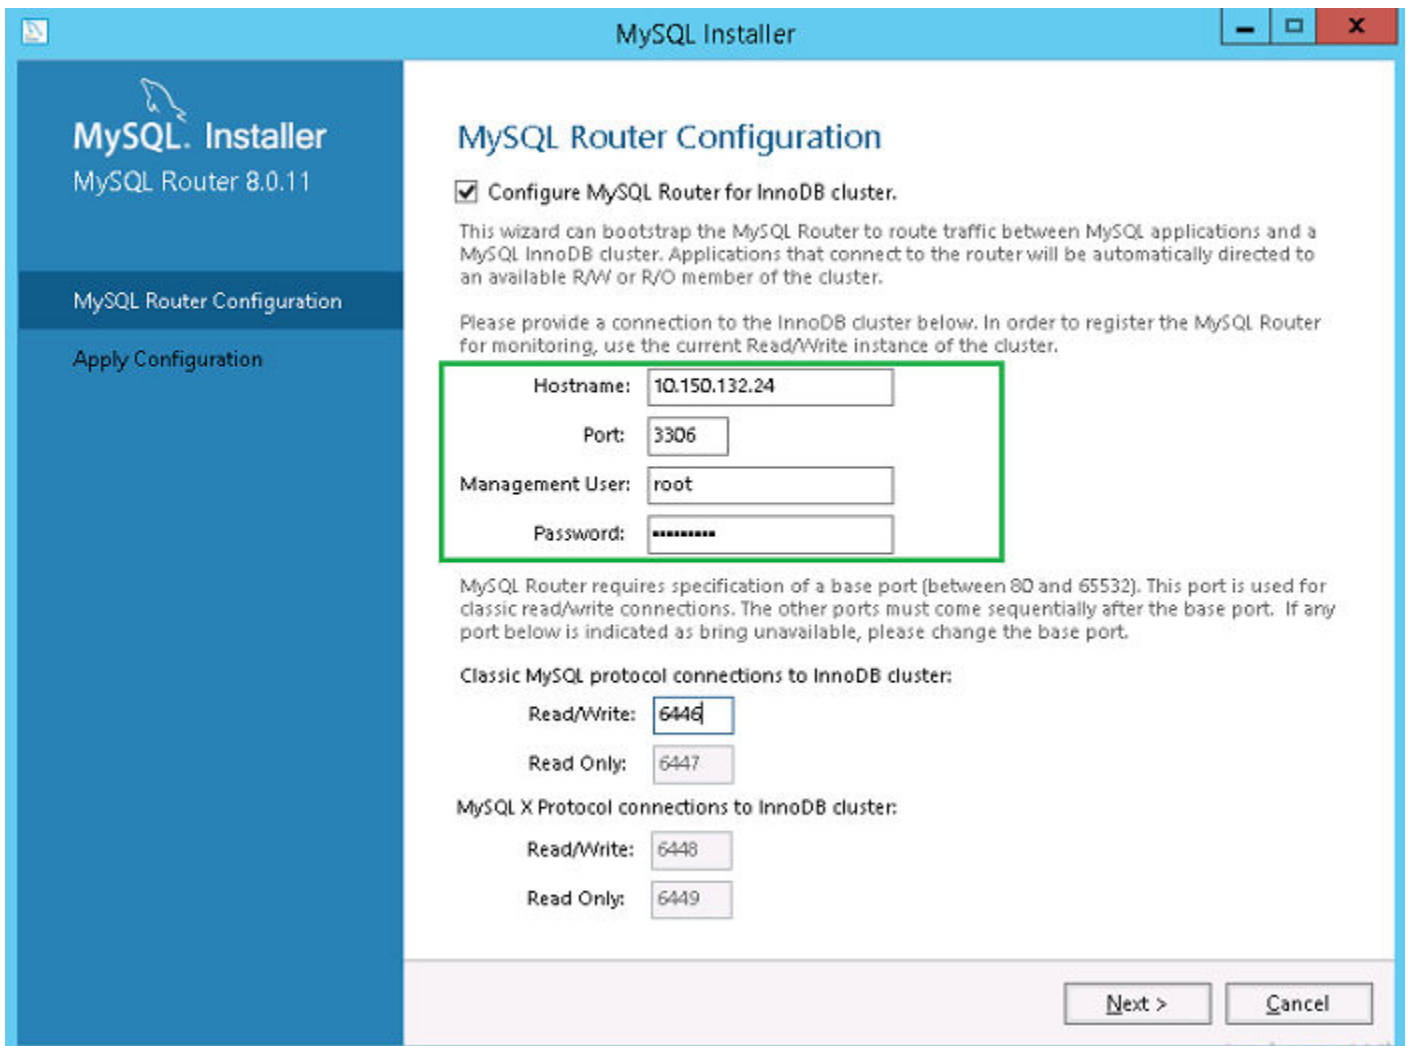 MySQL Installer
MySQL. Installer
MySQL Router 8.0.11
MySQL Router Configuration
Apply Configuration
MySQL Router Configuration
Configure MySQL Router for InnoDB cluster.
This wizard can bootstrap the MySQL Router to route traffic between MySQL applications and a
MySQL InnoDB cluster. Applications that connect to the router will be automatically directed to
an available R/W or R/O member of the cluster.
Please provide a connection to the InnoDB cluster below. In order to register the MySQL Router
for monitoring, use the current Read/Write instance of the cluster.
Hostname: 10.150.132.24
Port: 3306
Management User: root
Password: •••••••••
MySQL Router requires specification of a base port (between 80 and 65532). This port is used for
classic read/write connections. The other ports must come sequentially after the base port. If any
port below is indicated as bring unavailable, please change the base port.
Classic MySQL protocol connections to InnoDB cluster:
Read/Write: 6446
Read Only: 6447
MySQL X Protocol connections to InnoDB cluster:
Read/Write: 6448
Read Only: 6449
Next >
Cancel